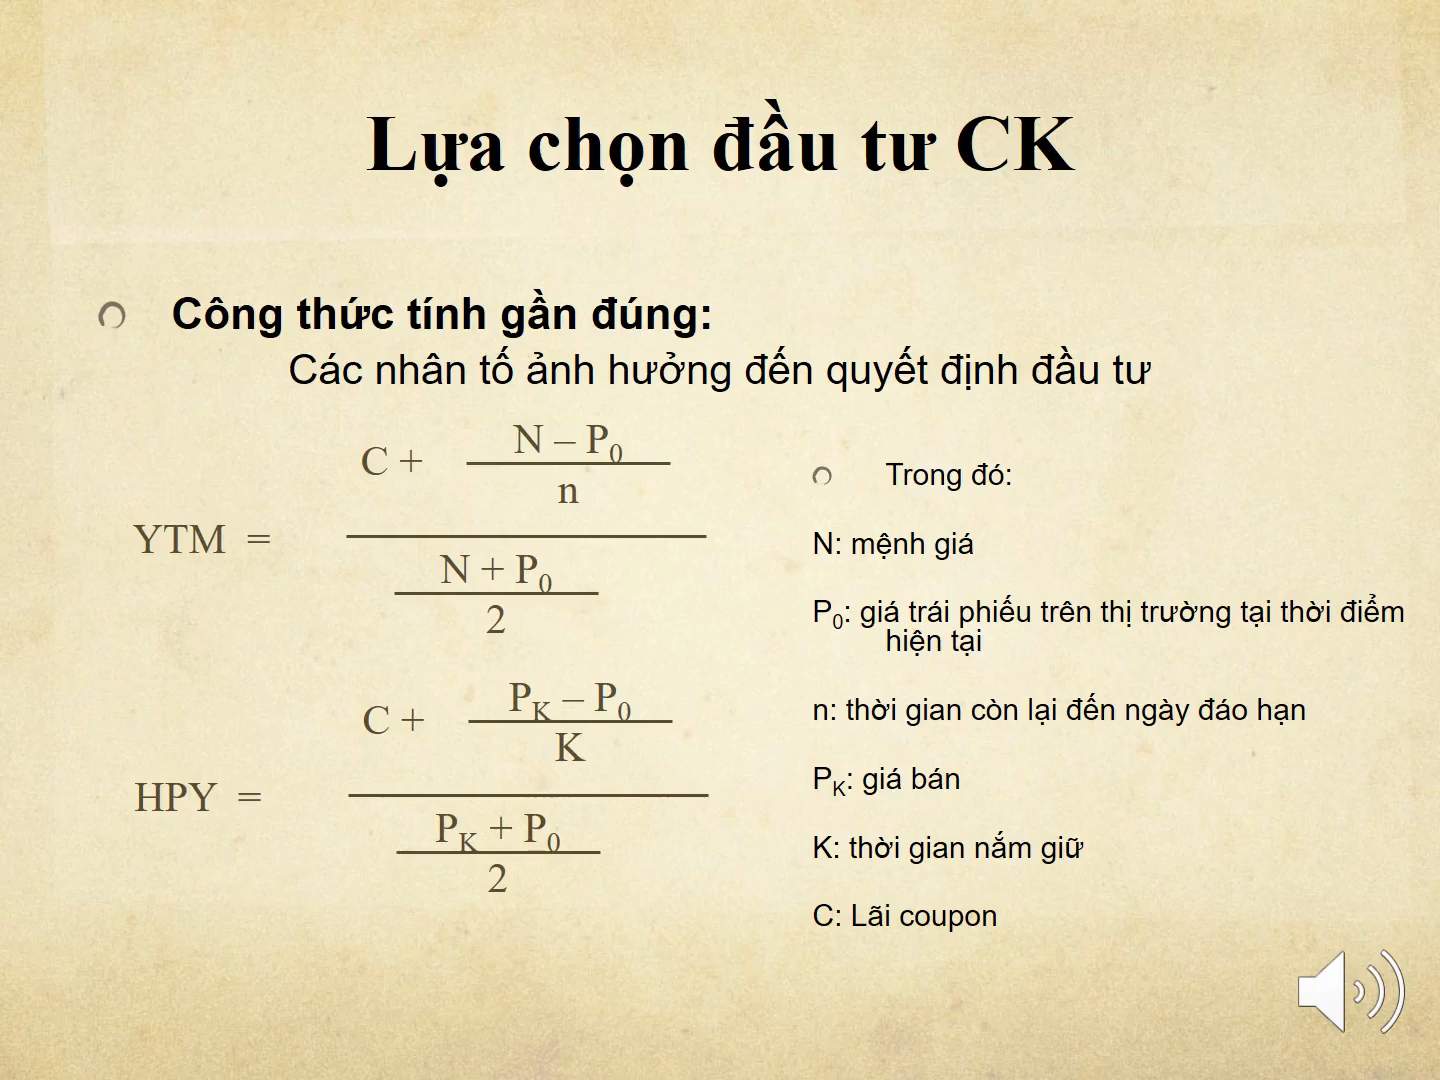 Lựa chọn đầu tư CK
Công thức tính gần đúng:
Các nhân tố ảnh hưởng đến quyết định đầu tư
C + N – P0
n
YTM =
N + P0
2
C + PK – P0
K
HPY =
PK + P0
2
Trong đó:
N: mệnh giá
P0: giá trái phiếu trên thị trường tại thời điểm
hiện tại
n: thời gian còn lại đến ngày đáo hạn
PK: giá bán
K: thời gian nắm giữ
C: Lãi coupon